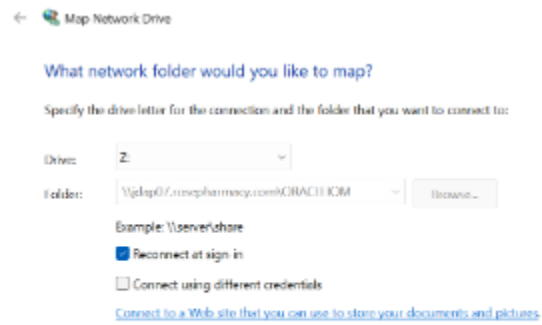 Map Network Drive
What network folder would you like to map?
Specify the drive letter for the connection and the folder that you want to connect to:
Drive: Z:
Folder: Browse...
Example: \\server\share
Reconnect at sign in
Connect using different credentials
Connect to a Web site that you can use to store your documents and pictures.